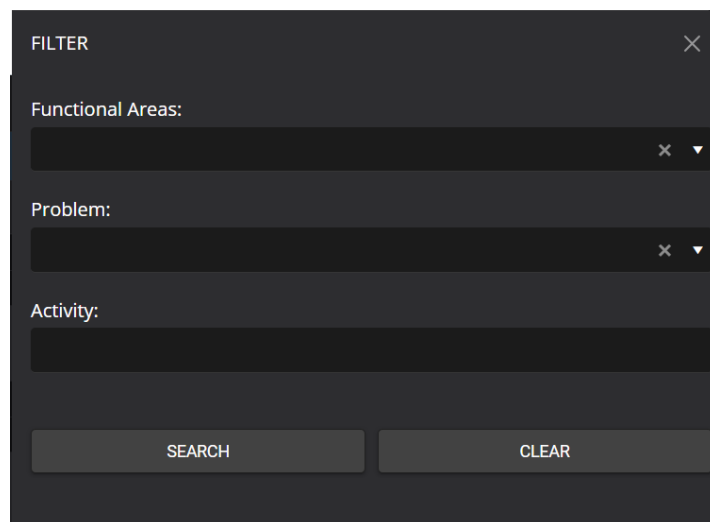 FILTER
Functional Areas:
Problem:
Activity:
SEARCH CLEAR